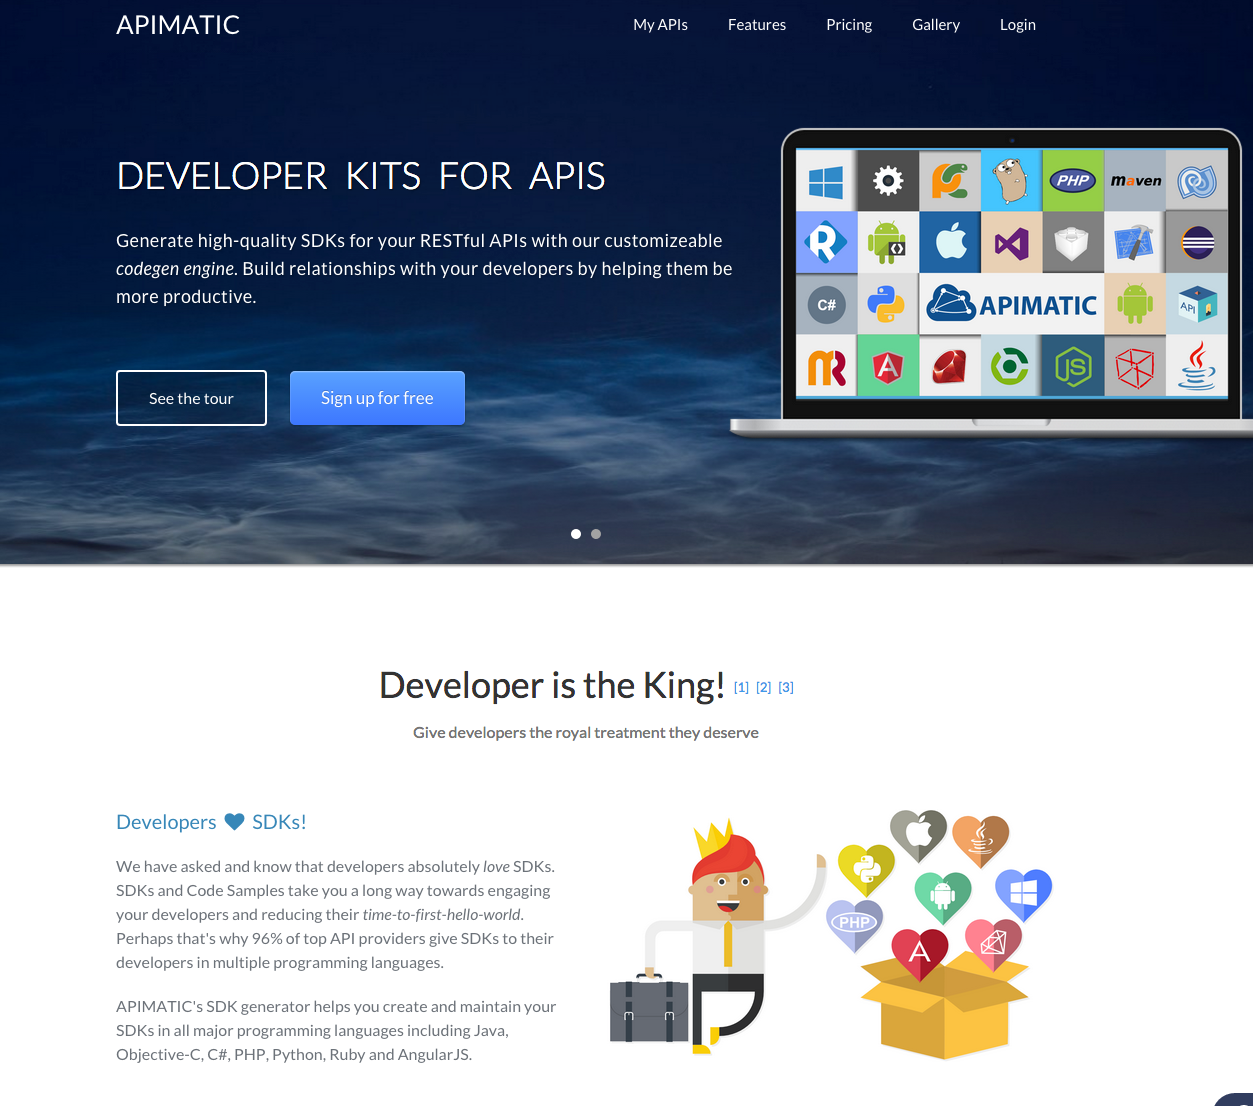 APIMATIC
My APIs Features Pricing Gallery Login
DEVELOPER KITS FOR APIS
Generate high-quality SDKs for your RESTful APIs with our customizeable
codegen engine. Build relationships with your developers by helping them be
more productive.
See the tour
Sign up for free
PHP
maven
R
C#
APIMATIC
API
JS
Java
Developer is the King! [1] [2] [3]
Give developers the royal treatment they deserve
Developers ♥ SDKs!
We have asked and know that developers absolutely love SDKs.
SDKs and Code Samples take you a long way towards engaging
your developers and reducing their time-to-first-hello-world.
Perhaps that's why 96% of top API providers give SDKs to their
developers in multiple programming languages.
APIMATIC's SDK generator helps you create and maintain your
SDKs in all major programming languages including Java,
Objective-C, C#, PHP, Python, Ruby and AngularJS.
PHP
A